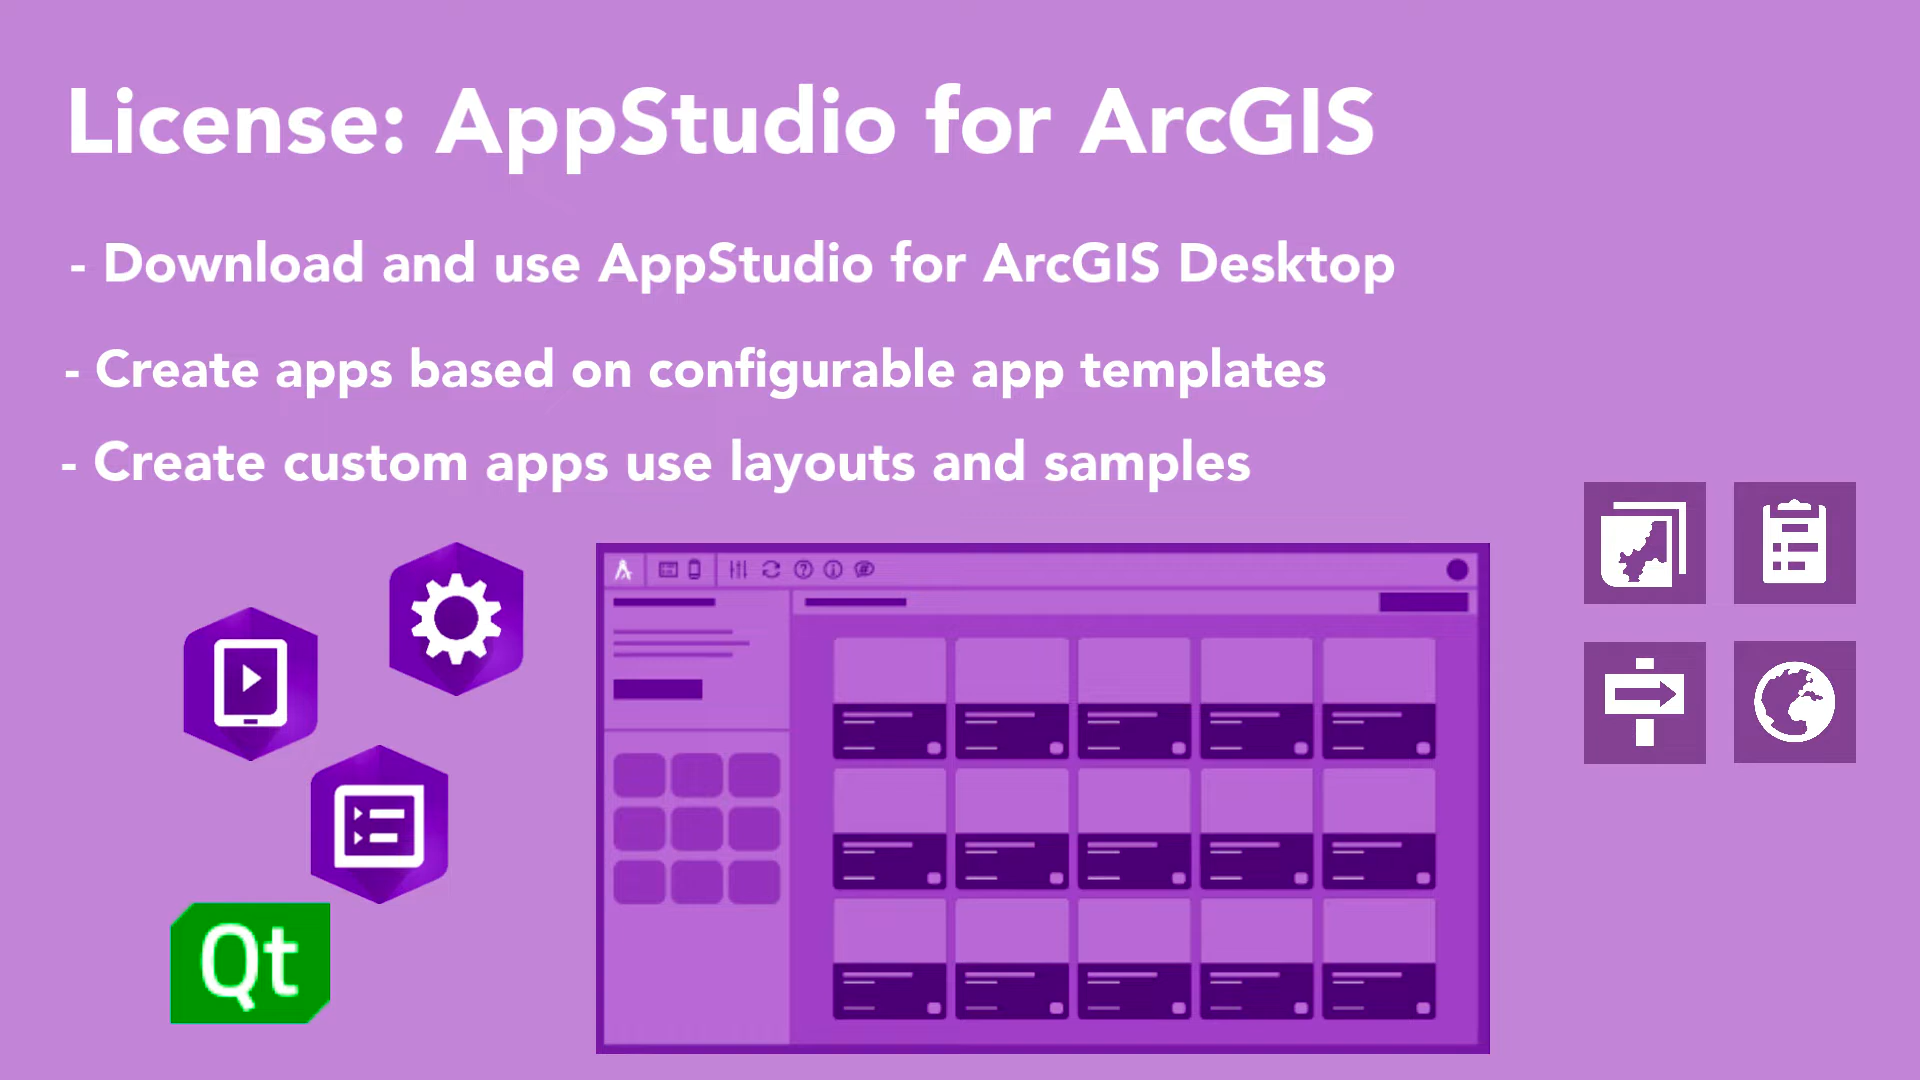 License: AppStudio for ArcGIS
- Download and use AppStudio for ArcGIS Desktop
- Create apps based on configurable app templates
- Create custom apps use layouts and samples
Qt